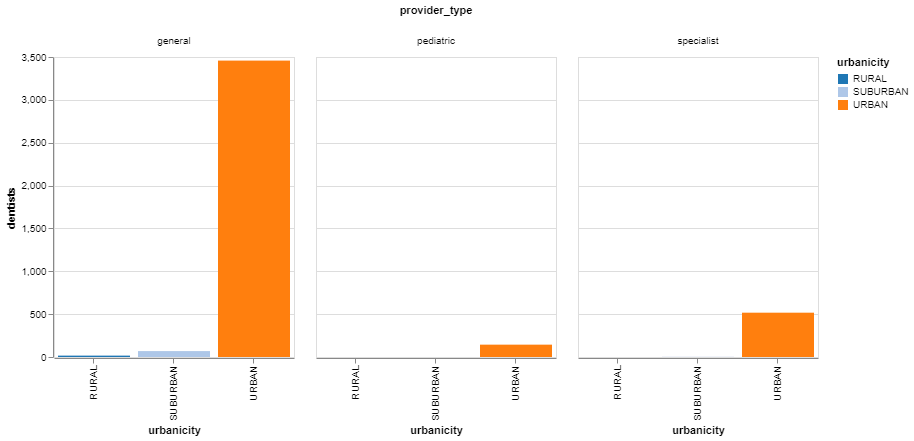 provider_type
general
pediatric
specialist
dentists
3,500
3,000
2,500
2,000
1,500
1,000
500
0
RURAL
SUBURBAN
URBAN
RURAL
SUBURBAN
URBAN
RURAL
SUBURBAN
URBAN
urbanicity
urbanicity
urbanicity
urbanicity
RURAL
SUBURBAN
URBAN